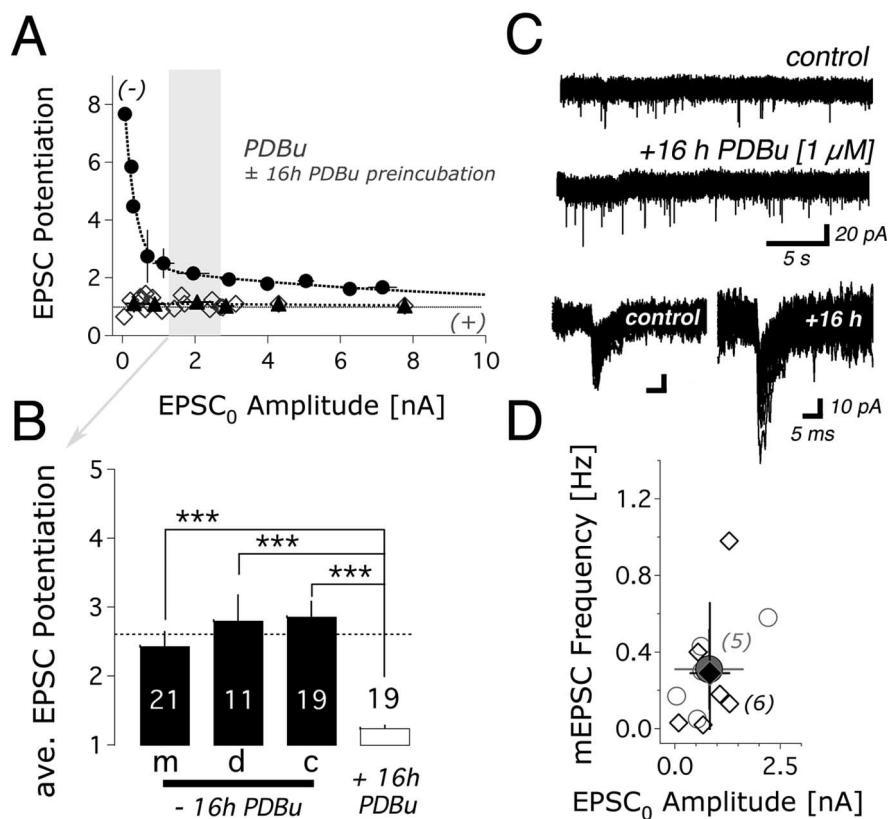 A
EPSC Potentiation
8
6
4
2
0
(-)
PDBu
± 16h PDBu preincubation
(+)
0 2 4 6 8 10
EPSC0 Amplitude [nA]
B
ave. EPSC Potentiation
5
4
3
2
1
***
***
***
21 11 19 19
m d c
- 16h PDBu
+ 16h
PDBu
C
control
+16 h PDBu [1 µM]
20 pA
5 s
control
+16 h
10 pA
5 ms
D
mEPSC Frequency [Hz]
1.2
0.8
0.4
0.0
(5)
(6)
0.0 2.5
EPSC0 Amplitude [nA]